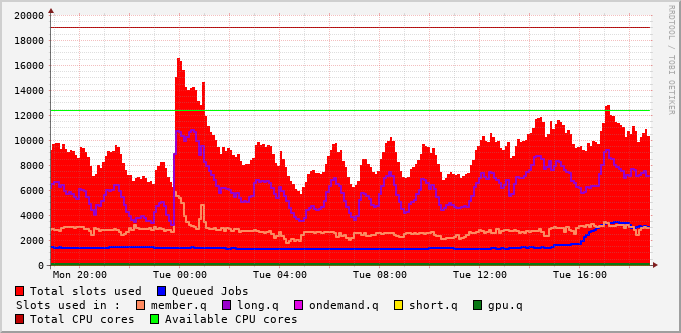 20000
18000
16000
14000
12000
10000
8000
6000
4000
2000
0
Mon 20:00 Tue 00:00 Tue 04:00 Tue 08:00 Tue 12:00 Tue 16:00
Total slots used Queued Jobs
Slots used in : member.q long.q ondemand.q short.q gpu.q
Total CPU cores Available CPU cores
RRDTOOL / TOBI OETIKER